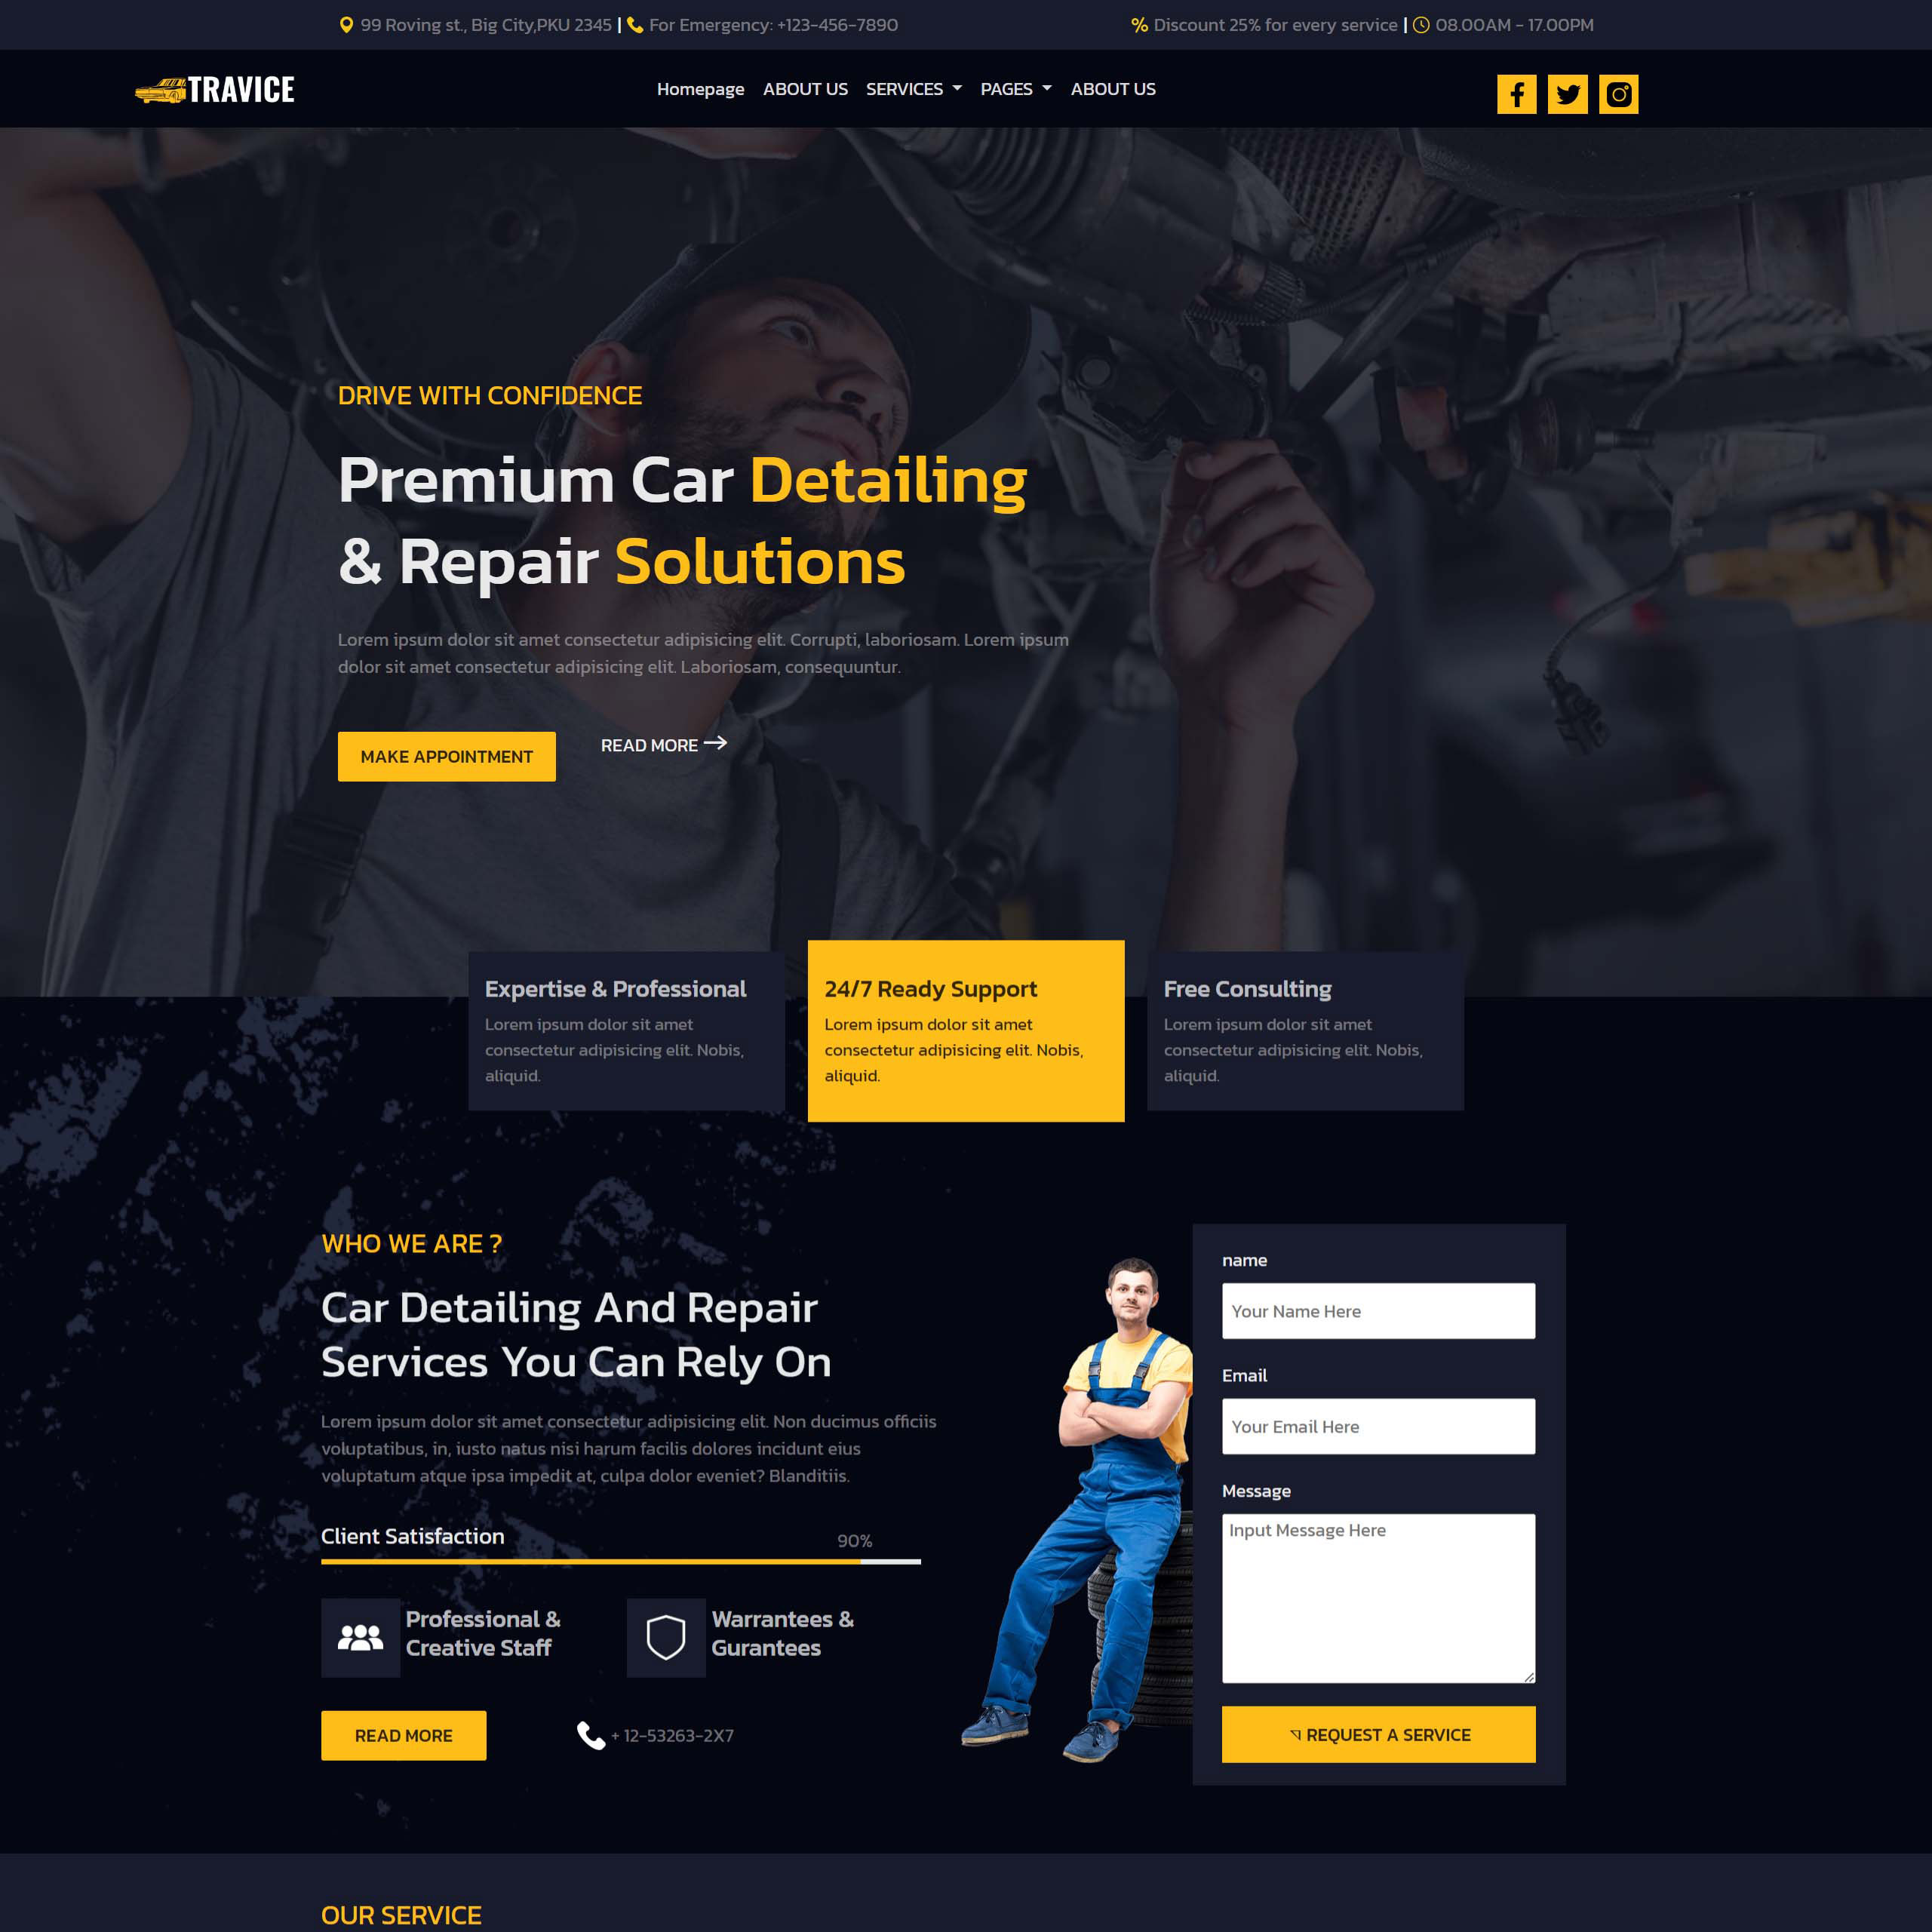 99 Roving st., Big City,PKU 2345 | For Emergency: +123-456-7890
% Discount 25% for every service | 08.00AM - 17.00PM
TRAVICE
Homepage ABOUT US SERVICES PAGES ABOUT US
DRIVE WITH CONFIDENCE
Premium Car Detailing
& Repair Solutions
Lorem ipsum dolor sit amet consectetur adipisicing elit. Corrupti, laboriosam. Lorem ipsum
dolor sit amet consectetur adipisicing elit. Laboriosam, consequuntur.
MAKE APPOINTMENT
READ MORE
Expertise & Professional
Lorem ipsum dolor sit amet
consectetur adipisicing elit. Nobis,
aliquid.
24/7 Ready Support
Lorem ipsum dolor sit amet
consectetur adipisicing elit. Nobis,
aliquid.
Free Consulting
Lorem ipsum dolor sit amet
consectetur adipisicing elit. Nobis,
aliquid.
WHO WE ARE ?
Car Detailing And Repair
Services You Can Rely On
Lorem ipsum dolor sit amet consectetur adipisicing elit. Non ducimus officiis
voluptatibus, in, iusto natus nisi harum facilis dolores incidunt eius
voluptatum atque ipsa impedit at, culpa dolor eveniet? Blanditiis.
Client Satisfaction
90%
Professional &
Creative Staff
Warrantees &
Gurantees
READ MORE
+ 12-53263-2X7
name
Your Name Here
Email
Your Email Here
Message
Input Message Here
REQUEST A SERVICE
OUR SERVICE